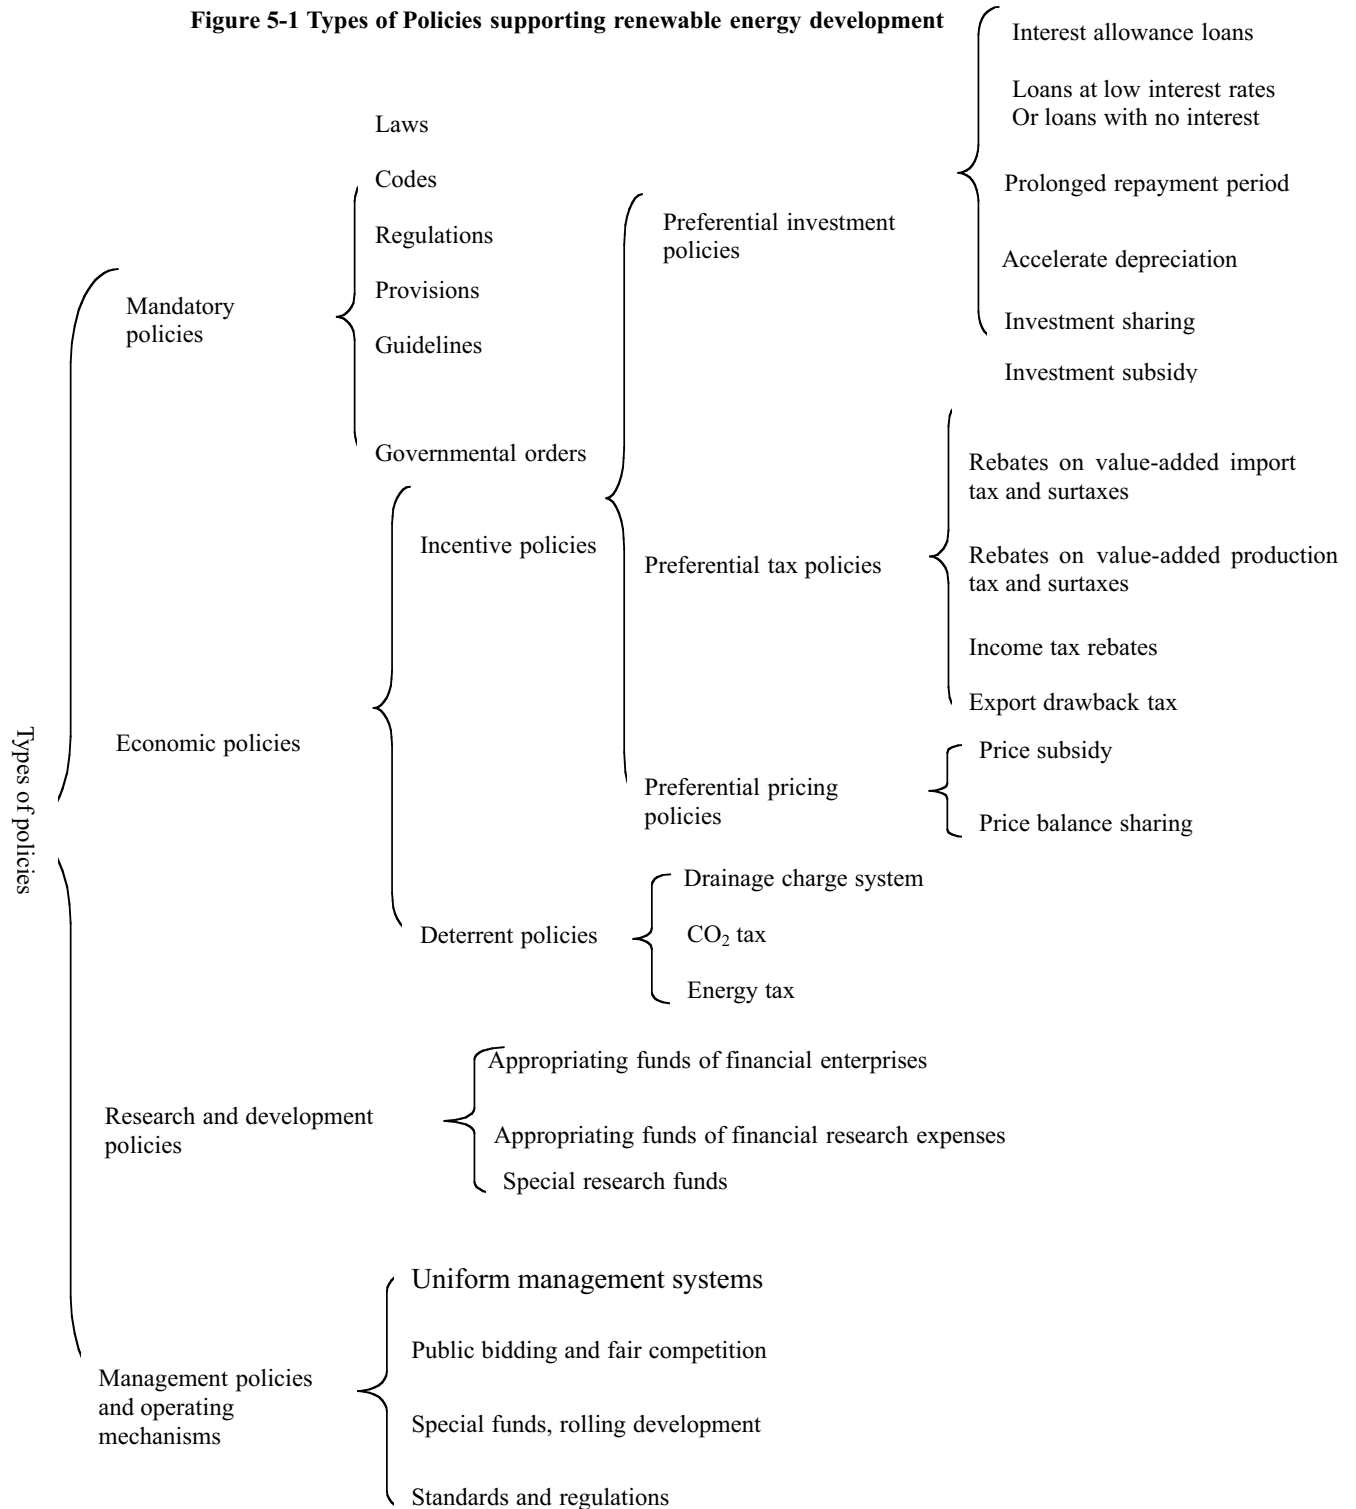 Figure 5-1 Types of Policies supporting renewable energy development
Types of policies
Mandatory
policies
Laws
Codes
Regulations
Provisions
Guidelines
Governmental orders
Economic policies
Incentive policies
Preferential investment
policies
Interest allowance loans
Loans at low interest rates
Or loans with no interest
Prolonged repayment period
Accelerate depreciation
Investment sharing
Investment subsidy
Preferential tax policies
Rebates on value-added import
tax and surtaxes
Rebates on value-added production
tax and surtaxes
Income tax rebates
Export drawback tax
Preferential pricing
policies
Price subsidy
Price balance sharing
Deterrent policies
Drainage charge system
CO₂ tax
Energy tax
Research and development
policies
Appropriating funds of financial enterprises
Appropriating funds of financial research expenses
Special research funds
Management policies
and operating
mechanisms
Uniform management systems
Public bidding and fair competition
Special funds, rolling development
Standards and regulations